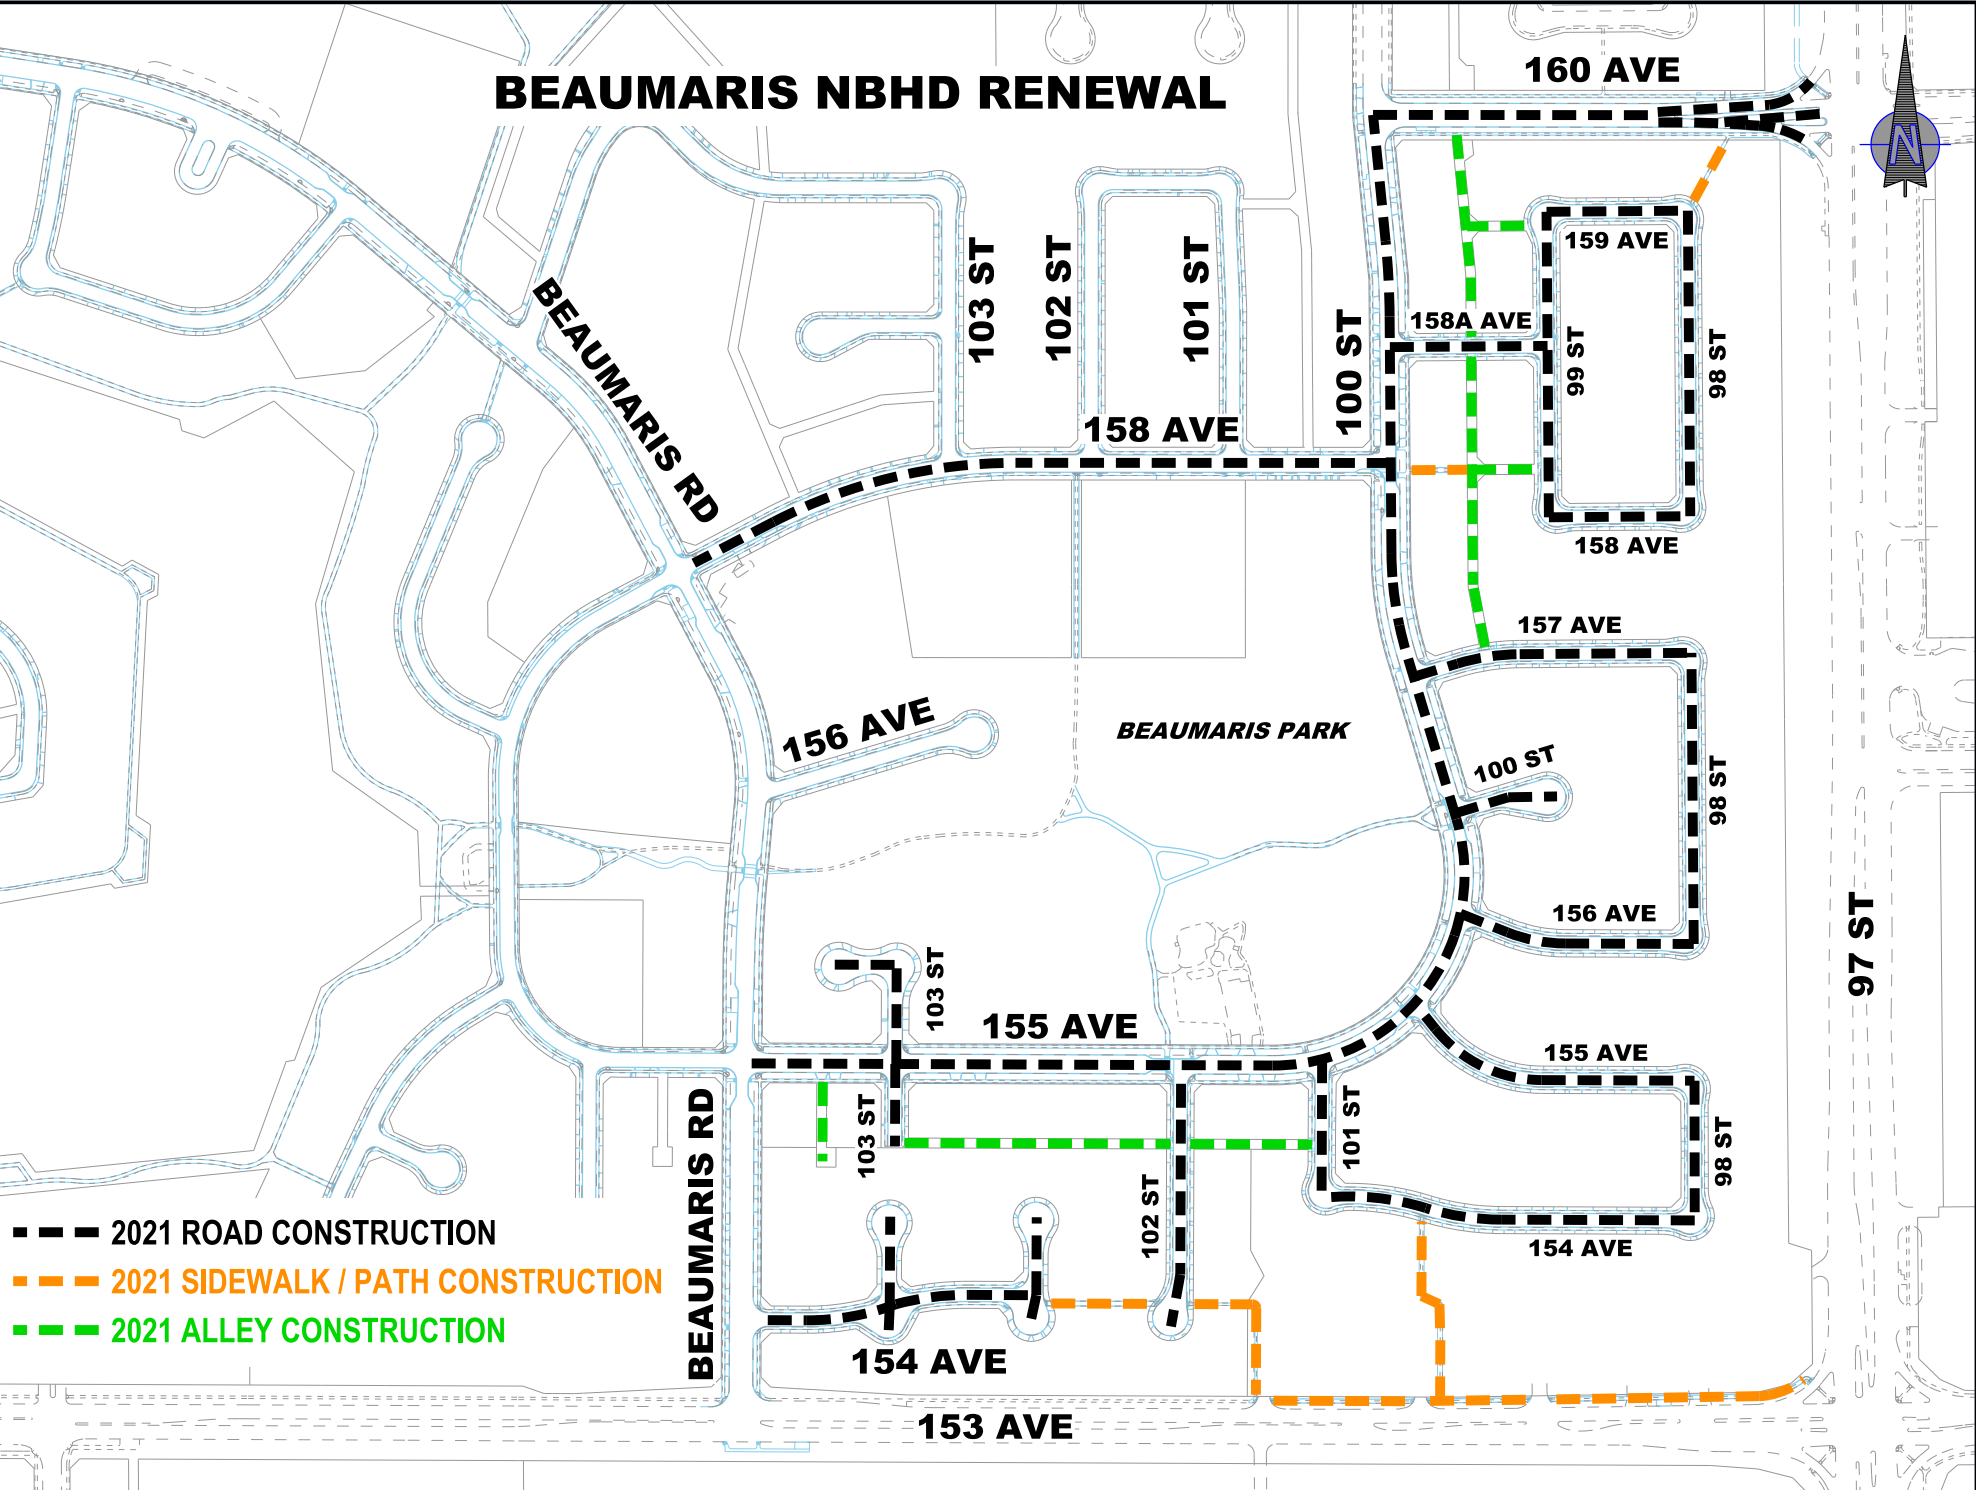 160 AVE
BEAUMARIS NBHD RENEWAL
N
159 AVE
103 ST
102 ST
101 ST
158A AVE
100 ST
99 ST
98 ST
BEAUMARIS RD
158 AVE
158 AVE
157 AVE
156 AVE
BEAUMARIS PARK
100 ST
98 ST
156 AVE
97 ST
103 ST
155 AVE
155 AVE
103 ST
101 ST
98 ST
BEAUMARIS RD
102 ST
154 AVE
2021 ROAD CONSTRUCTION
2021 SIDEWALK / PATH CONSTRUCTION
2021 ALLEY CONSTRUCTION
154 AVE
153 AVE